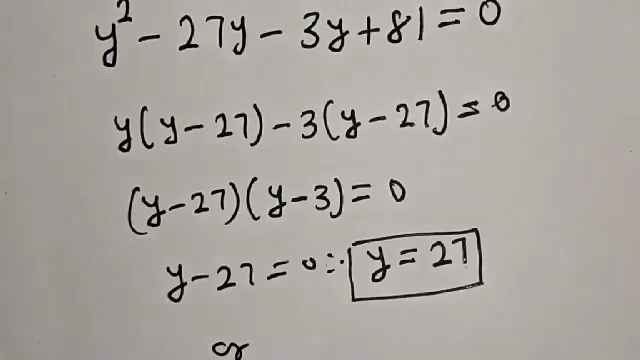 y² - 27y - 3y + 81 = 0
y(y - 27) - 3(y - 27) = 0
(y - 27)(y - 3) = 0
y - 27 = 0 ∴ y = 27
or